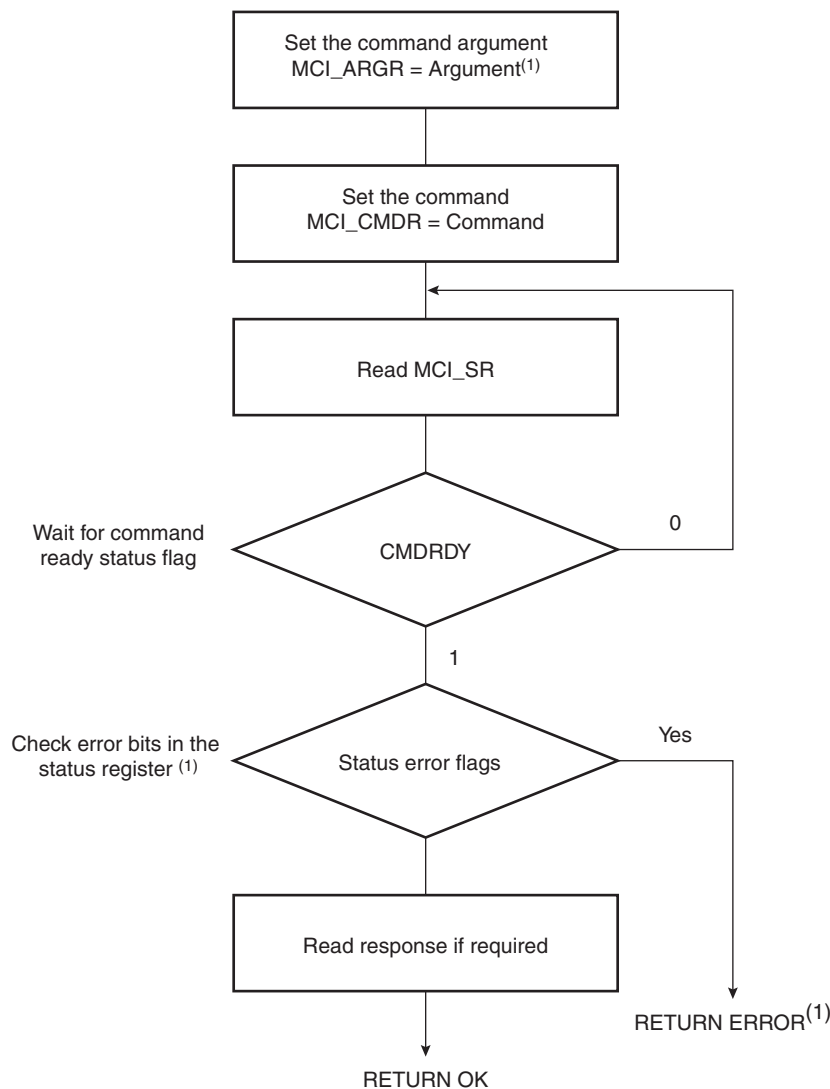 Set the command argument
MCI_ARGR = Argument(1)
Set the command
MCI_CMDR = Command
Read MCI_SR
Wait for command
ready status flag
CMDRDY
0
1
Check error bits in the
status register (1)
Status error flags
Yes
Read response if required
RETURN ERROR(1)
RETURN OK